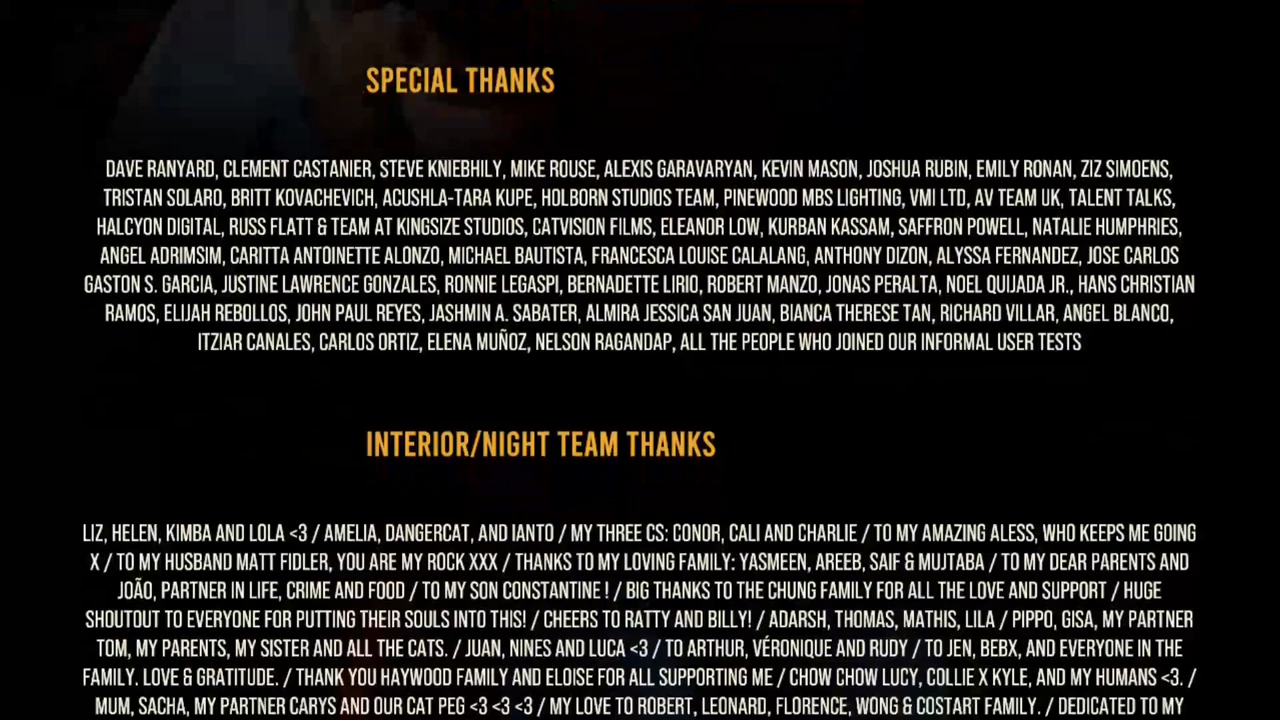 SPECIAL THANKS
DAVE RANYARD, CLEMENT CASTANIER, STEVE KNIEBHILY, MIKE ROUSE, ALEXIS GARAVARYAN, KEVIN MASON, JOSHUA RUBIN, EMILY RONAN, ZIZ SIMOENS,
TRISTAN SOLARO, BRITT KOVACHEVICH, ACUSHLA-TARA KUPE, HOLBORN STUDIOS TEAM, PINEWOOD MBS LIGHTING, VMI LTD, AV TEAM UK, TALENT TALKS,
HALCYON DIGITAL, RUSS FLATT & TEAM AT KINGSIZE STUDIOS, CATVISION FILMS, ELEANOR LOW, KURBAN KASSAM, SAFFRON POWELL, NATALIE HUMPHRIES,
ANGEL ADRIMSIM, CARITTA ANTOINETTE ALONZO, MICHAEL BAUTISTA, FRANCESCA LOUISE CALALANG, ANTHONY DIZON, ALYSSA FERNANDEZ, JOSE CARLOS
GASTON S. GARCIA, JUSTINE LAWRENCE GONZALES, RONNIE LEGASPI, BERNADETTE LIRIO, ROBERT MANZO, JONAS PERALTA, NOEL QUIJADA JR., HANS CHRISTIAN
RAMOS, ELIJAH REBOLLOS, JOHN PAUL REYES, JASHMIN A. SABATER, ALMIRA JESSICA SAN JUAN, BIANCA THERESE TAN, RICHARD VILLAR, ANGEL BLANCO,
ITZIAR CANALES, CARLOS ORTIZ, ELENA MUÑOZ, NELSON RAGANDAP, ALL THE PEOPLE WHO JOINED OUR INFORMAL USER TESTS
INTERIOR/NIGHT TEAM THANKS
LIZ, HELEN, KIMBA AND LOLA <3 / AMELIA, DANGERCAT, AND IANTO / MY THREE CS: CONOR, CALI AND CHARLIE / TO MY AMAZING ALESS, WHO KEEPS ME GOING
X / TO MY HUSBAND MATT FIDLER, YOU ARE MY ROCK XXX / THANKS TO MY LOVING FAMILY: YASMEEN, AREEB, SAIF & MUJTABA / TO MY DEAR PARENTS AND
JOÃO, PARTNER IN LIFE, CRIME AND FOOD / TO MY SON CONSTANTINE ! / BIG THANKS TO THE CHUNG FAMILY FOR ALL THE LOVE AND SUPPORT / HUGE
SHOUTOUT TO EVERYONE FOR PUTTING THEIR SOULS INTO THIS! / CHEERS TO RATTY AND BILLY! / ADARSH, THOMAS, MATHIS, LILA / PIPPO, GISA, MY PARTNER
TOM, MY PARENTS, MY SISTER AND ALL THE CATS. / JUAN, NINES AND LUCA <3 / TO ARTHUR, VÉRONIQUE AND RUDY / TO JEN, BEBX, AND EVERYONE IN THE
FAMILY. LOVE & GRATITUDE. / THANK YOU HAYWOOD FAMILY AND ELOISE FOR ALL SUPPORTING ME / CHOW CHOW LUCY, COLLIE X KYLE, AND MY HUMANS <3. /
MUM, SACHA, MY PARTNER CARYS AND OUR CAT PEG <3 <3 <3 / MY LOVE TO ROBERT, LEONARD, FLORENCE, WONG & COSTART FAMILY. / DEDICATED TO MY